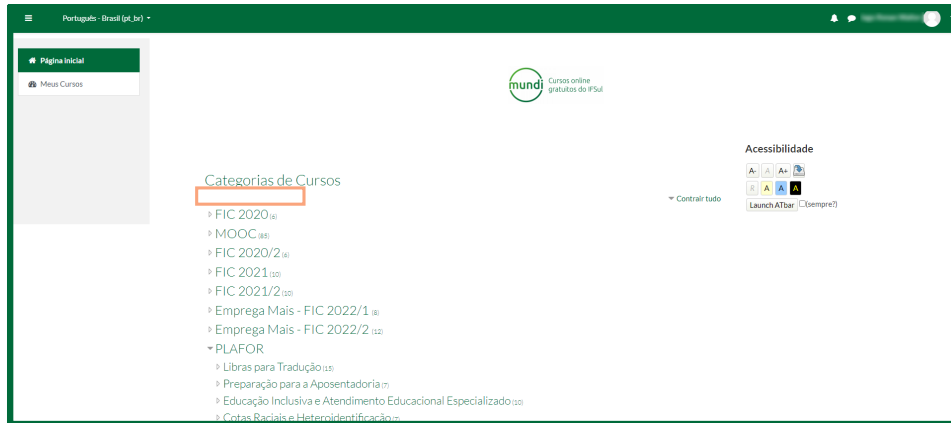 Português - Brasil (pt_br)
Página inicial
Meus Cursos
mundi
Cursos online
gratuitos do IFSul
Acessibilidade
A- A A+
R A A A
Launch ATbar (sempre?)
Categorias de Cursos
Contrair tudo
FIC 2020 (6)
MOOC (85)
FIC 2020/2 (6)
FIC 2021 (10)
FIC 2021/2 (10)
Emprega Mais - FIC 2022/1 (8)
Emprega Mais - FIC 2022/2 (12)
PLAFOR
Libras para Tradução (15)
Preparação para a Aposentadoria (7)
Educação Inclusiva e Atendimento Educacional Especializado (10)
Cotas Raciais e Heteroidentificação (7)